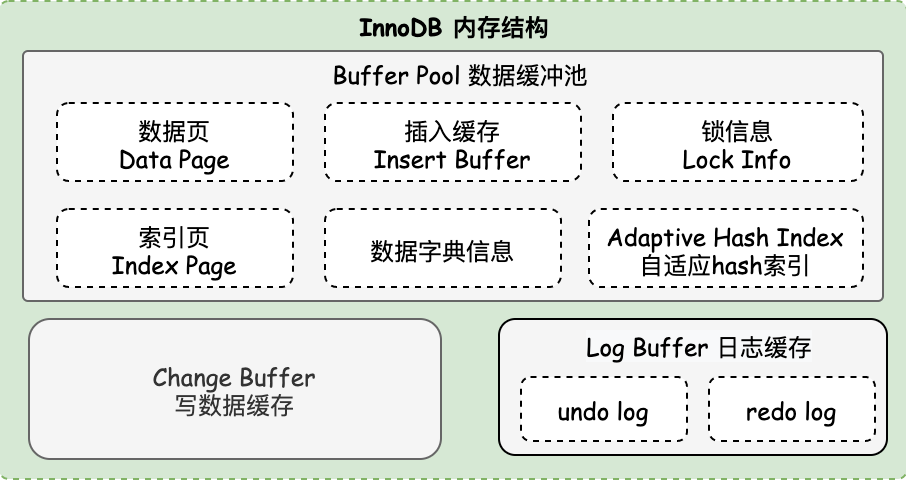 InnoDB 内存结构
Buffer Pool 数据缓冲池
数据页
Data Page
插入缓存
Insert Buffer
锁信息
Lock Info
索引页
Index Page
数据字典信息
Adaptive Hash Index
自适应hash索引
Change Buffer
写数据缓存
Log Buffer 日志缓存
undo log
redo log